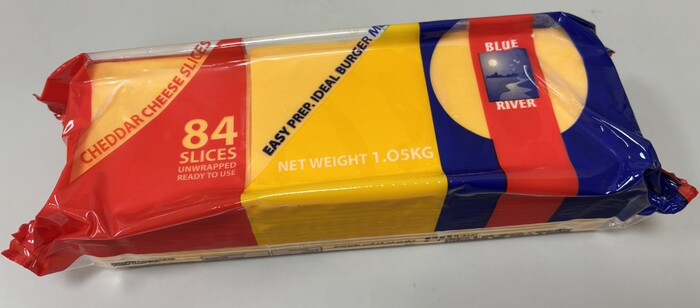 CHEDDAR CHEESE SLICES
84
SLICES
UNWRAPPED
READY TO USE
EASY PREP. IDEAL BURGER
NET WEIGHT 1.05KG
BLUE
RIVER